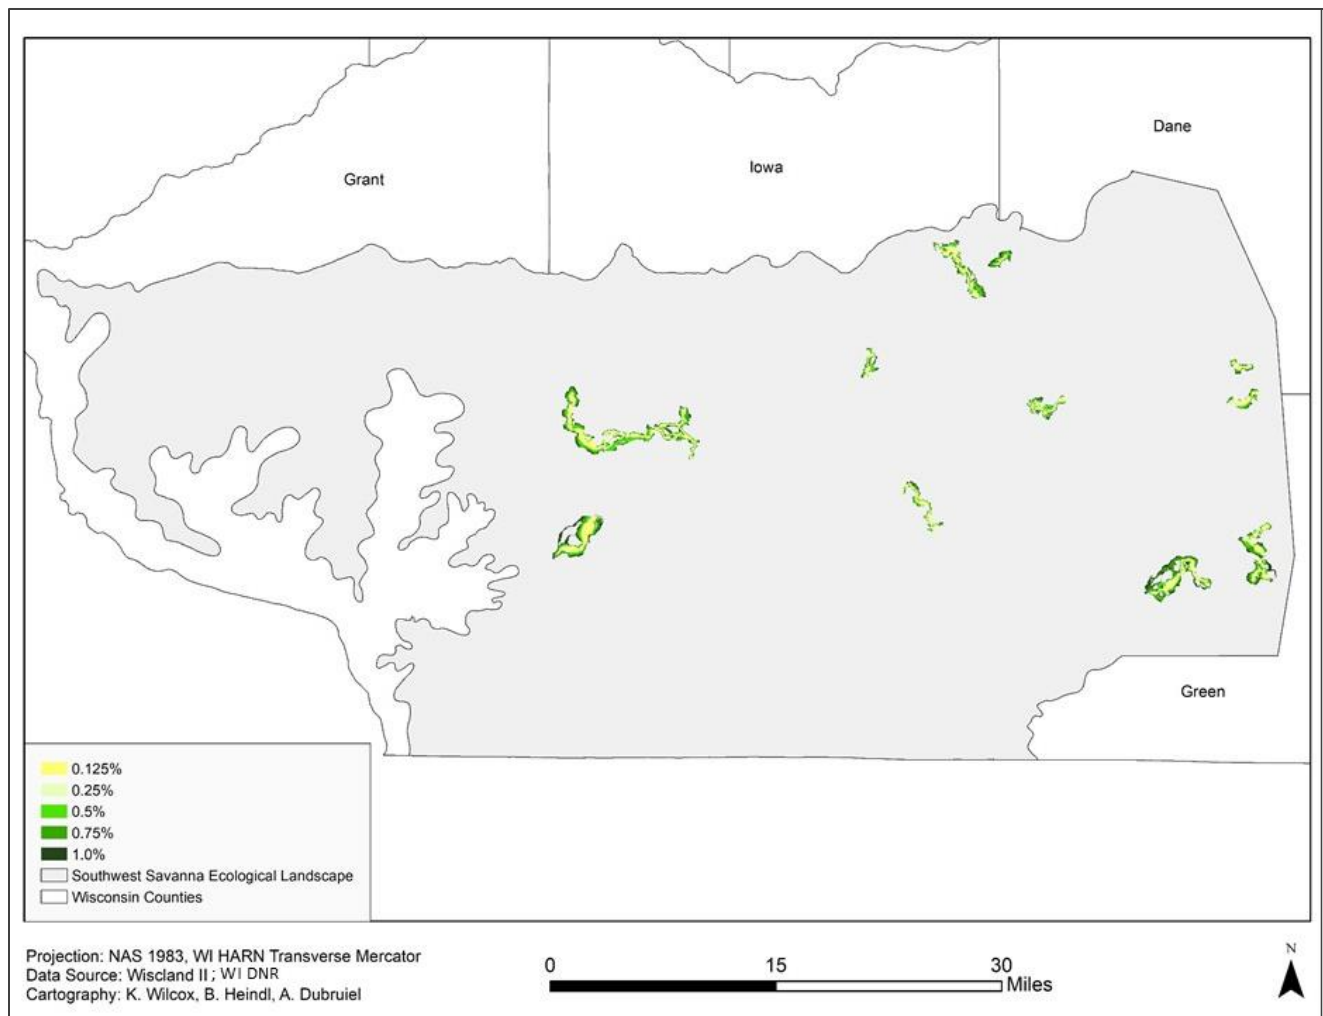 Dane
Iowa
Grant
Green
0.125%
0.25%
0.5%
0.75%
1.0%
Southwest Savanna Ecological Landscape
Wisconsin Counties
Projection: NAS 1983, WI HARN Transverse Mercator
Data Source: Wiscland II ; WI DNR
Cartography: K. Wilcox, B. Heindl, A. Dubruiel
0 15 30
Miles
N